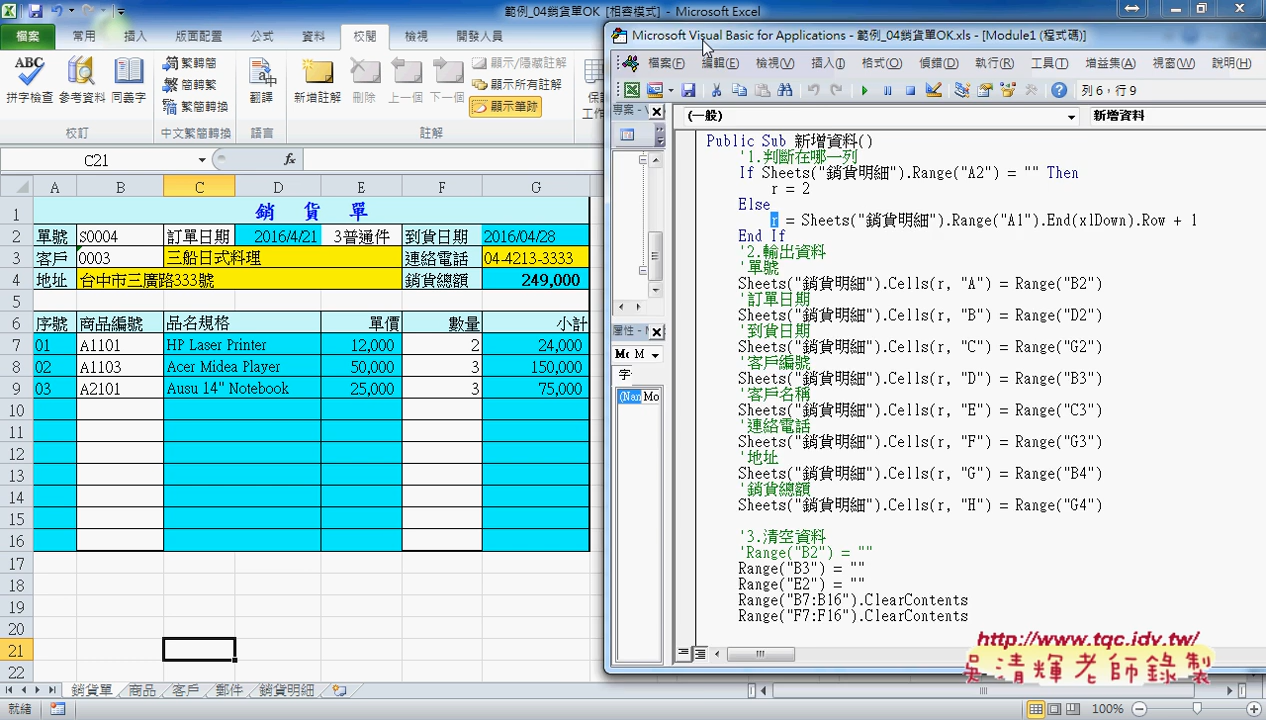 範例_04銷貨單OK [相容模式] - Microsoft Excel
檔案 常用 插入 版面配置 公式 資料 校閱 檢視 開發人員
ABC
拼字檢查 參考資料 同義字
校訂
繁轉簡
簡轉繁
繁簡轉換
中文繁簡轉換
翻譯
語言
新增註解 刪除 上一個 下一個
顯示/隱藏註解
顯示所有註解
顯示筆跡
註解
C21 fx
A B C D E F G
1 銷 貨 單
2 單號 S0004 訂單日期 2016/4/21 3普通件 到貨日期 2016/04/28
3 客戶 0003 三船日式料理 連絡電話 04-4213-3333
4 地址 台中市三廣路333號 銷貨總額 249,000
5
6 序號 商品編號 品名規格 單價 數量 小計
7 01 A1101 HP Laser Printer 12,000 2 24,000
8 02 A1103 Acer Midea Player 50,000 3 150,000
9 03 A2101 Ausu 14" Notebook 25,000 3 75,000
10
11
12
13
14
15
16
17
18
19
20
21
22
銷貨單 商品 客戶 郵件 銷貨明細
就緒
100%
Microsoft Visual Basic for Applications - 範例_04銷貨單OK.xls - [Module1 (程式碼)]
檔案(F) 編輯(E) 檢視(V) 插入(I) 格式(O) 偵錯(D) 執行(R) 工具(T) 增益集(A) 視窗(W) 說明(H)
列 6, 行 9
(一般) 新增資料
Public Sub 新增資料()
'1.判斷在哪一列
If Sheets("銷貨明細").Range("A2") = "" Then
r = 2
Else
r = Sheets("銷貨明細").Range("A1").End(xlDown).Row + 1
End If
'2.輸出資料
'單號
Sheets("銷貨明細").Cells(r, "A") = Range("B2")
'訂單日期
Sheets("銷貨明細").Cells(r, "B") = Range("D2")
'到貨日期
Sheets("銷貨明細").Cells(r, "C") = Range("G2")
'客戶編號
Sheets("銷貨明細").Cells(r, "D") = Range("B3")
'客戶名稱
Sheets("銷貨明細").Cells(r, "E") = Range("C3")
'連絡電話
Sheets("銷貨明細").Cells(r, "F") = Range("G3")
'地址
Sheets("銷貨明細").Cells(r, "G") = Range("B4")
'銷貨總額
Sheets("銷貨明細").Cells(r, "H") = Range("G4")
'3.清空資料
'Range("B2") = ""
Range("B3") = ""
Range("E2") = ""
Range("B7:B16").ClearContents
Range("F7:F16").ClearContents
http://www.tqc.idv.tw/
吳清輝老師錄製